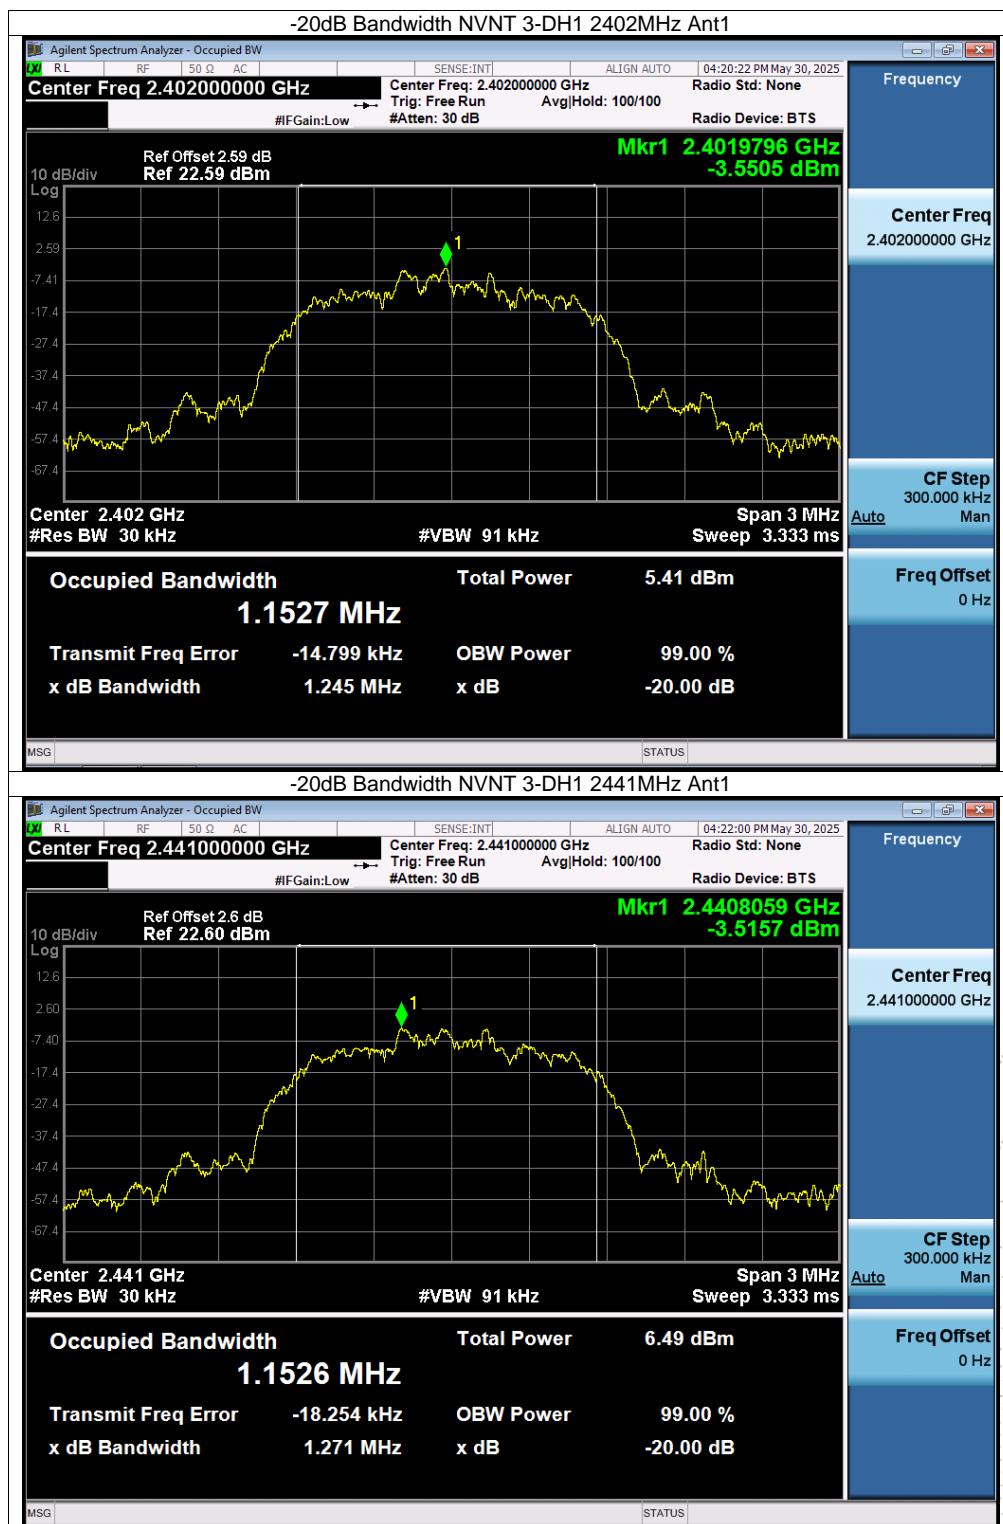 -20dB Bandwidth NVNT 3-DH1 2402MHz Ant1
Agilent Spectrum Analyzer - Occupied BW
LXI RL RF 50 Ω AC SENSE:INT ALIGN AUTO 04:20:22 PM May 30, 2025
Center Freq 2.402000000 GHz
Center Freq: 2.402000000 GHz Radio Std: None
Trig: Free Run Avg|Hold: 100/100
#IFGain:Low #Atten: 30 dB Radio Device: BTS
Frequency
Mkr1 2.4019796 GHz
-3.5505 dBm
Ref Offset 2.59 dB
10 dB/div Ref 22.59 dBm
Log
12.6
2.59
-7.41
-17.4
-27.4
-37.4
-47.4
-57.4
-67.4
1
Center 2.402 GHz Span 3 MHz
#Res BW 30 kHz #VBW 91 kHz Sweep 3.333 ms
Center Freq
2.402000000 GHz
CF Step
300.000 kHz
Auto Man
Freq Offset
0 Hz
Occupied Bandwidth Total Power 5.41 dBm
1.1527 MHz
Transmit Freq Error -14.799 kHz OBW Power 99.00 %
x dB Bandwidth 1.245 MHz x dB -20.00 dB
MSG STATUS
-20dB Bandwidth NVNT 3-DH1 2441MHz Ant1
Agilent Spectrum Analyzer - Occupied BW
LXI RL RF 50 Ω AC SENSE:INT ALIGN AUTO 04:22:00 PM May 30, 2025
Center Freq 2.441000000 GHz
Center Freq: 2.441000000 GHz Radio Std: None
Trig: Free Run Avg|Hold: 100/100
#IFGain:Low #Atten: 30 dB Radio Device: BTS
Frequency
Mkr1 2.4408059 GHz
-3.5157 dBm
Ref Offset 2.6 dB
10 dB/div Ref 22.60 dBm
Log
12.6
2.60
-7.40
-17.4
-27.4
-37.4
-47.4
-57.4
-67.4
1
Center 2.441 GHz Span 3 MHz
#Res BW 30 kHz #VBW 91 kHz Sweep 3.333 ms
Center Freq
2.441000000 GHz
CF Step
300.000 kHz
Auto Man
Freq Offset
0 Hz
Occupied Bandwidth Total Power 6.49 dBm
1.1526 MHz
Transmit Freq Error -18.254 kHz OBW Power 99.00 %
x dB Bandwidth 1.271 MHz x dB -20.00 dB
MSG STATUS